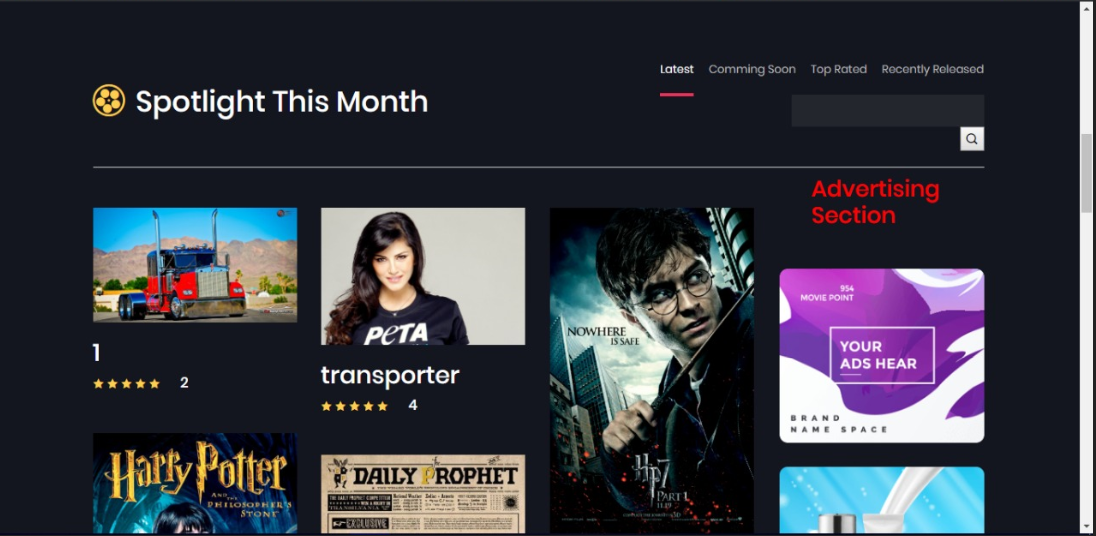 Latest Comming Soon Top Rated Recently Released
Spotlight This Month
Advertising
Section
954
MOVIE POINT
YOUR
ADS HEAR
BRAND
NAME SPACE
PETA
NOWHERE
IS SAFE
1
2
transporter
4
HP7
PART 1
11.19
Harry Potter
AND THE
PHILOSOPHER'S
STONE
DAILY PROPHET
EXCLUSIVE